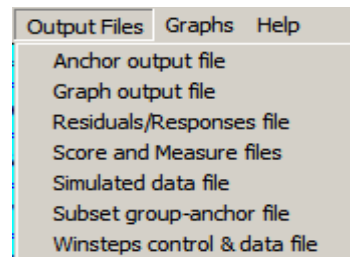 Output Files Graphs Help
Anchor output file
Graph output file
Residuals/Responses file
Score and Measure files
Simulated data file
Subset group-anchor file
Winsteps control & data file